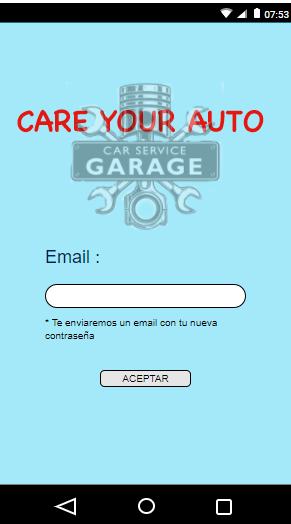 07:53
CARE YOUR AUTO
CAR SERVICE
GARAGE
Email :
* Te enviaremos un email con tu nueva
contraseña
ACEPTAR